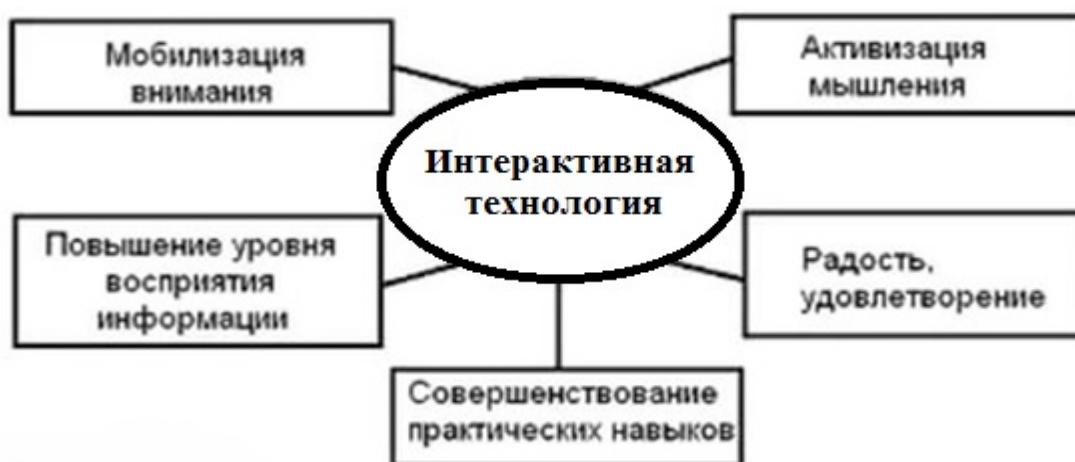 Мобилизация
внимания
Активизация
мышления
Интерактивная
технология
Повышение уровня
восприятия
информации
Радость,
удовлетворение
Совершенствование
практических навыков